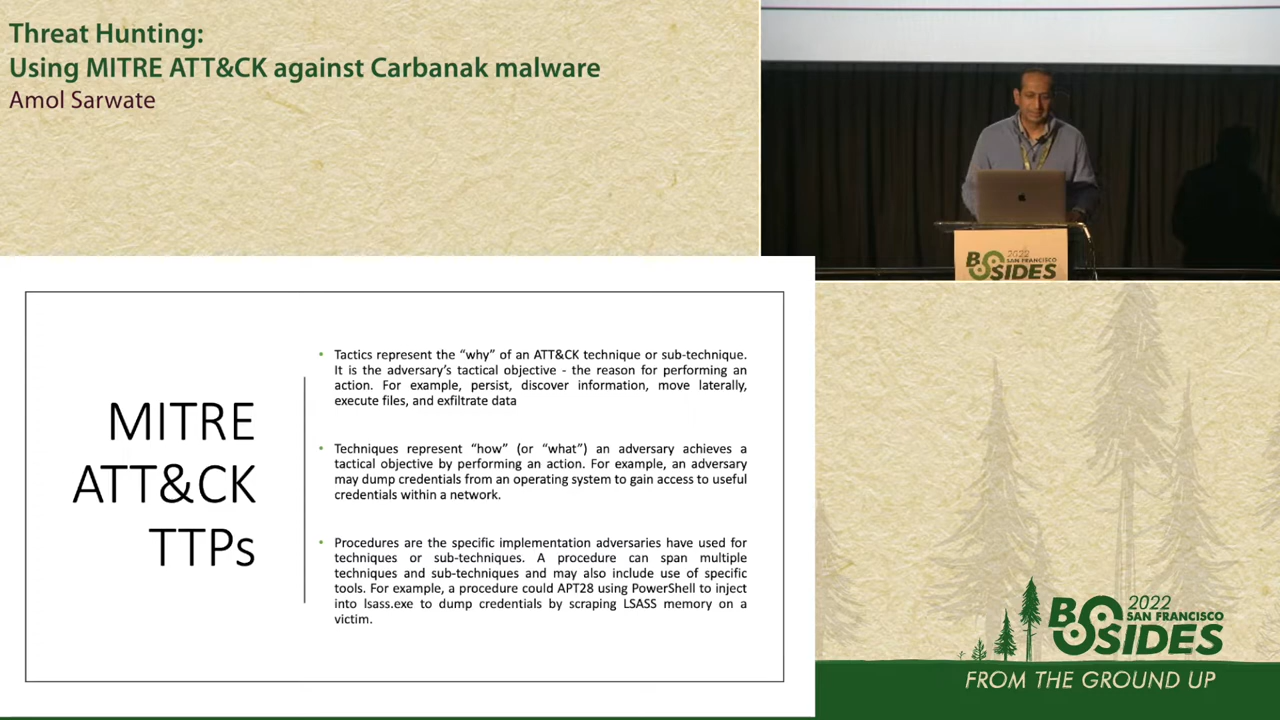 Threat Hunting:
Using MITRE ATT&CK against Carbanak malware
Amol Sarwate
2022
SAN FRANCISCO
BSIDES
MITRE
ATT&CK
TTPs
• Tactics represent the “why” of an ATT&CK technique or sub-technique.
It is the adversary’s tactical objective - the reason for performing an
action. For example, persist, discover information, move laterally,
execute files, and exfiltrate data
• Techniques represent “how” (or “what”) an adversary achieves a
tactical objective by performing an action. For example, an adversary
may dump credentials from an operating system to gain access to useful
credentials within a network.
• Procedures are the specific implementation adversaries have used for
techniques or sub-techniques. A procedure can span multiple
techniques and sub-techniques and may also include use of specific
tools. For example, a procedure could APT28 using PowerShell to inject
into lsass.exe to dump credentials by scraping LSASS memory on a
victim.
2022
SAN FRANCISCO
BSIDES
FROM THE GROUND UP